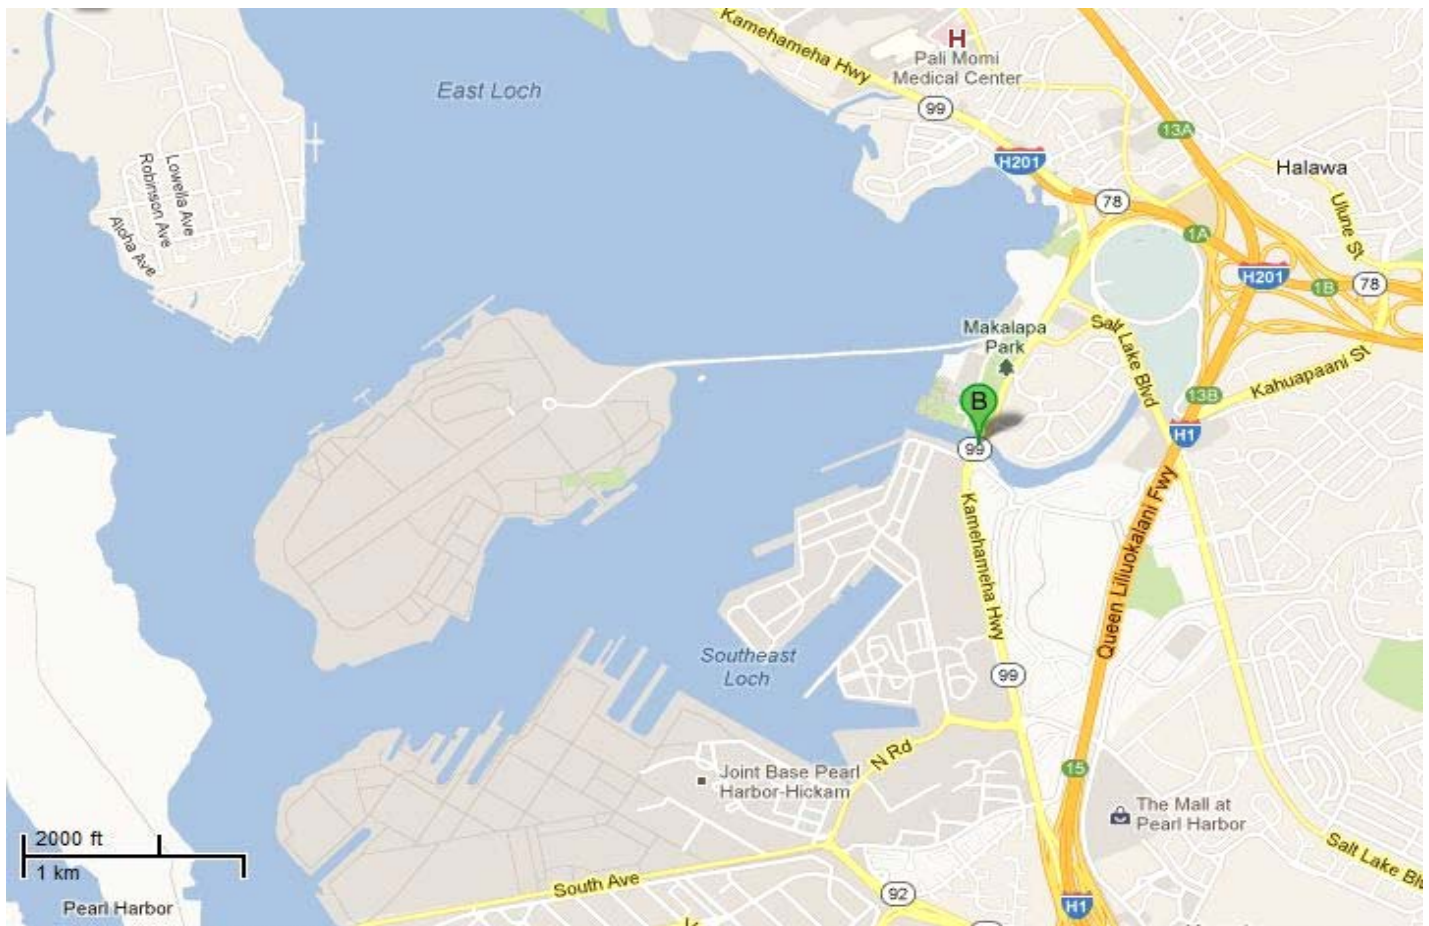 Kamehameha Hwy
H
Pali Momi
Medical Center
East Loch
99
13A
H201
Halawa
Lowella Ave
Robinson Ave
Aloha Ave
78
Ulune St
1A
H201
1B
78
Makalapa
Park
Salt Lake Blvd
Kahuapaani St
13B
B
H1
99
Kamehameha Hwy
Queen Liliuokalani Fwy
Southeast
Loch
99
N Rd
15
Joint Base Pearl
Harbor-Hickam
The Mall at
Pearl Harbor
2000 ft
1 km
Salt Lake Blv
South Ave
92
Pearl Harbor
H1